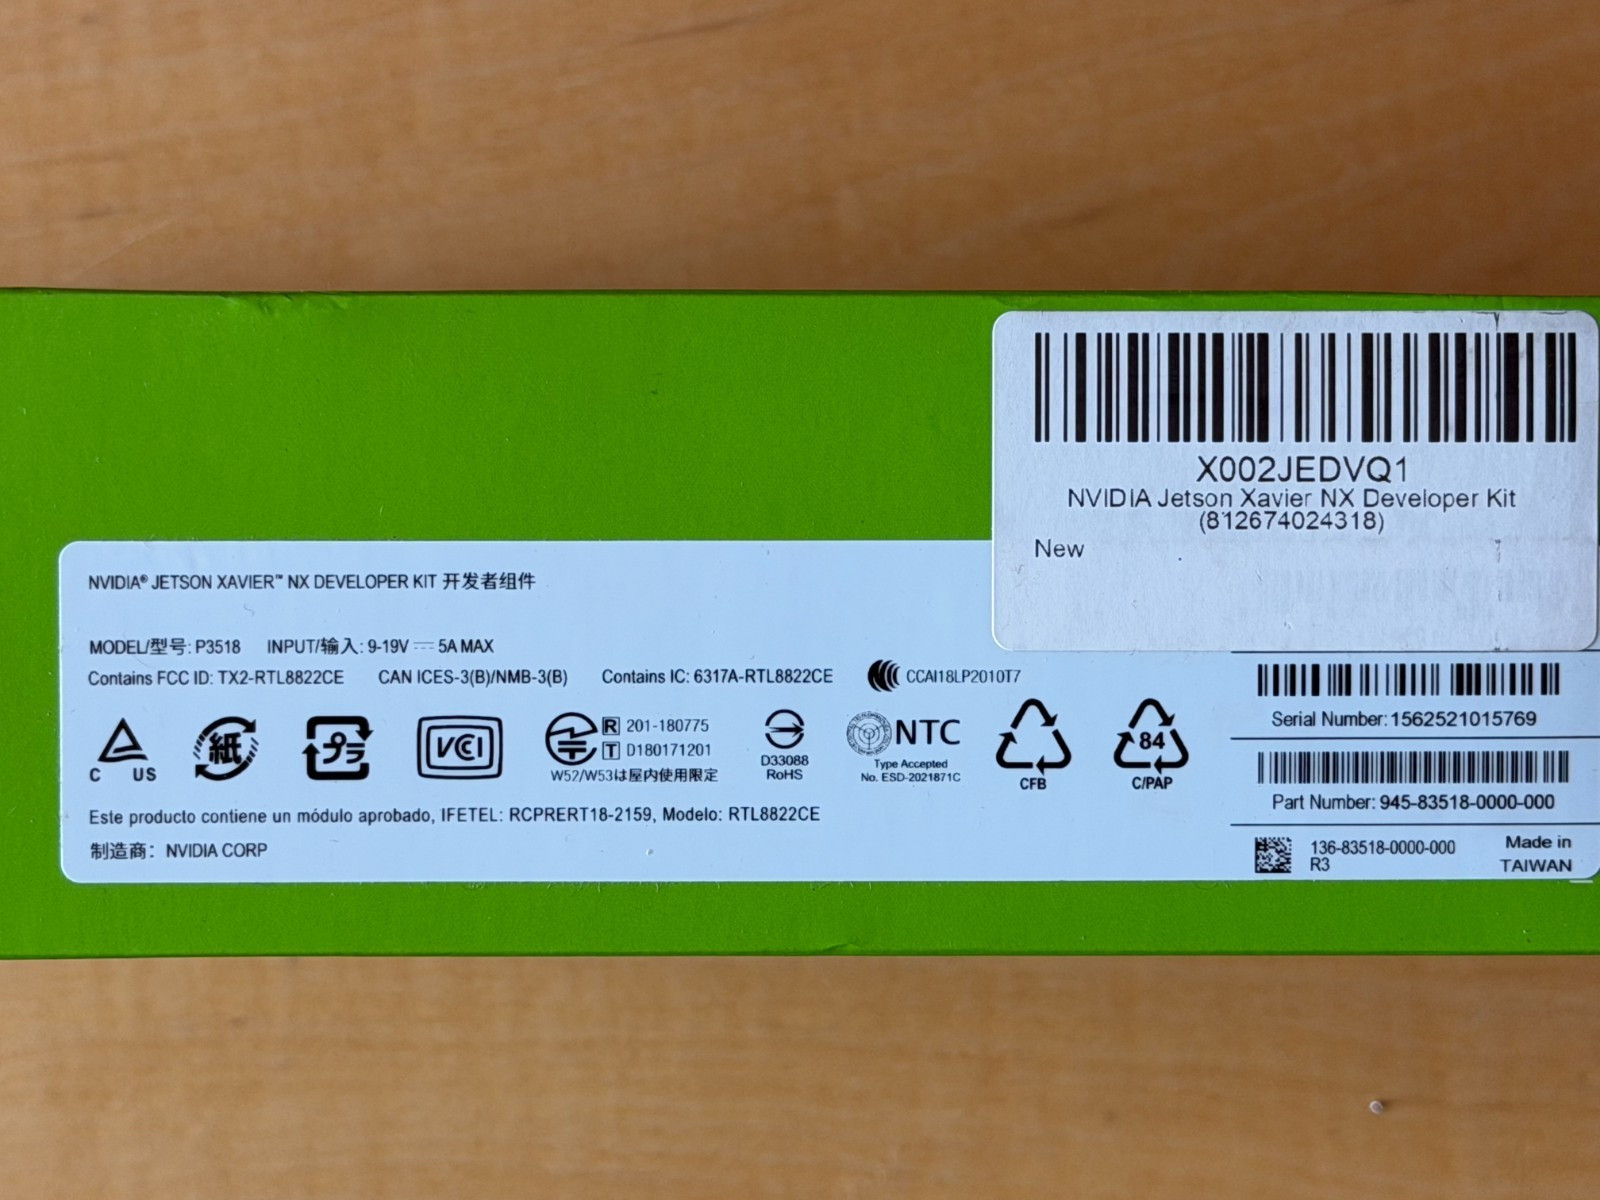 X002JEDVQ1
NVIDIA Jetson Xavier NX Developer Kit
(812674024318)
New
NVIDIA® JETSON XAVIER™ NX DEVELOPER KIT 开发者组件
MODEL/型号: P3518 INPUT/输入: 9-19V ⎓ 5A MAX
Contains FCC ID: TX2-RTL8822CE CAN ICES-3(B)/NMB-3(B) Contains IC: 6317A-RTL8822CE CCAI18LP2010T7
C US
紙
プラ
VCI
R 201-180775
T D180171201
W52/W53は屋内使用限定
D33088
RoHS
NTC
Type Accepted
No. ESD-2021871C
CFB
84
C/PAP
Este producto contiene un módulo aprobado, IFETEL: RCPRERT18-2159, Modelo: RTL8822CE
制造商: NVIDIA CORP
Serial Number: 1562521015769
Part Number: 945-83518-0000-000
136-83518-0000-000
R3
Made in
TAIWAN